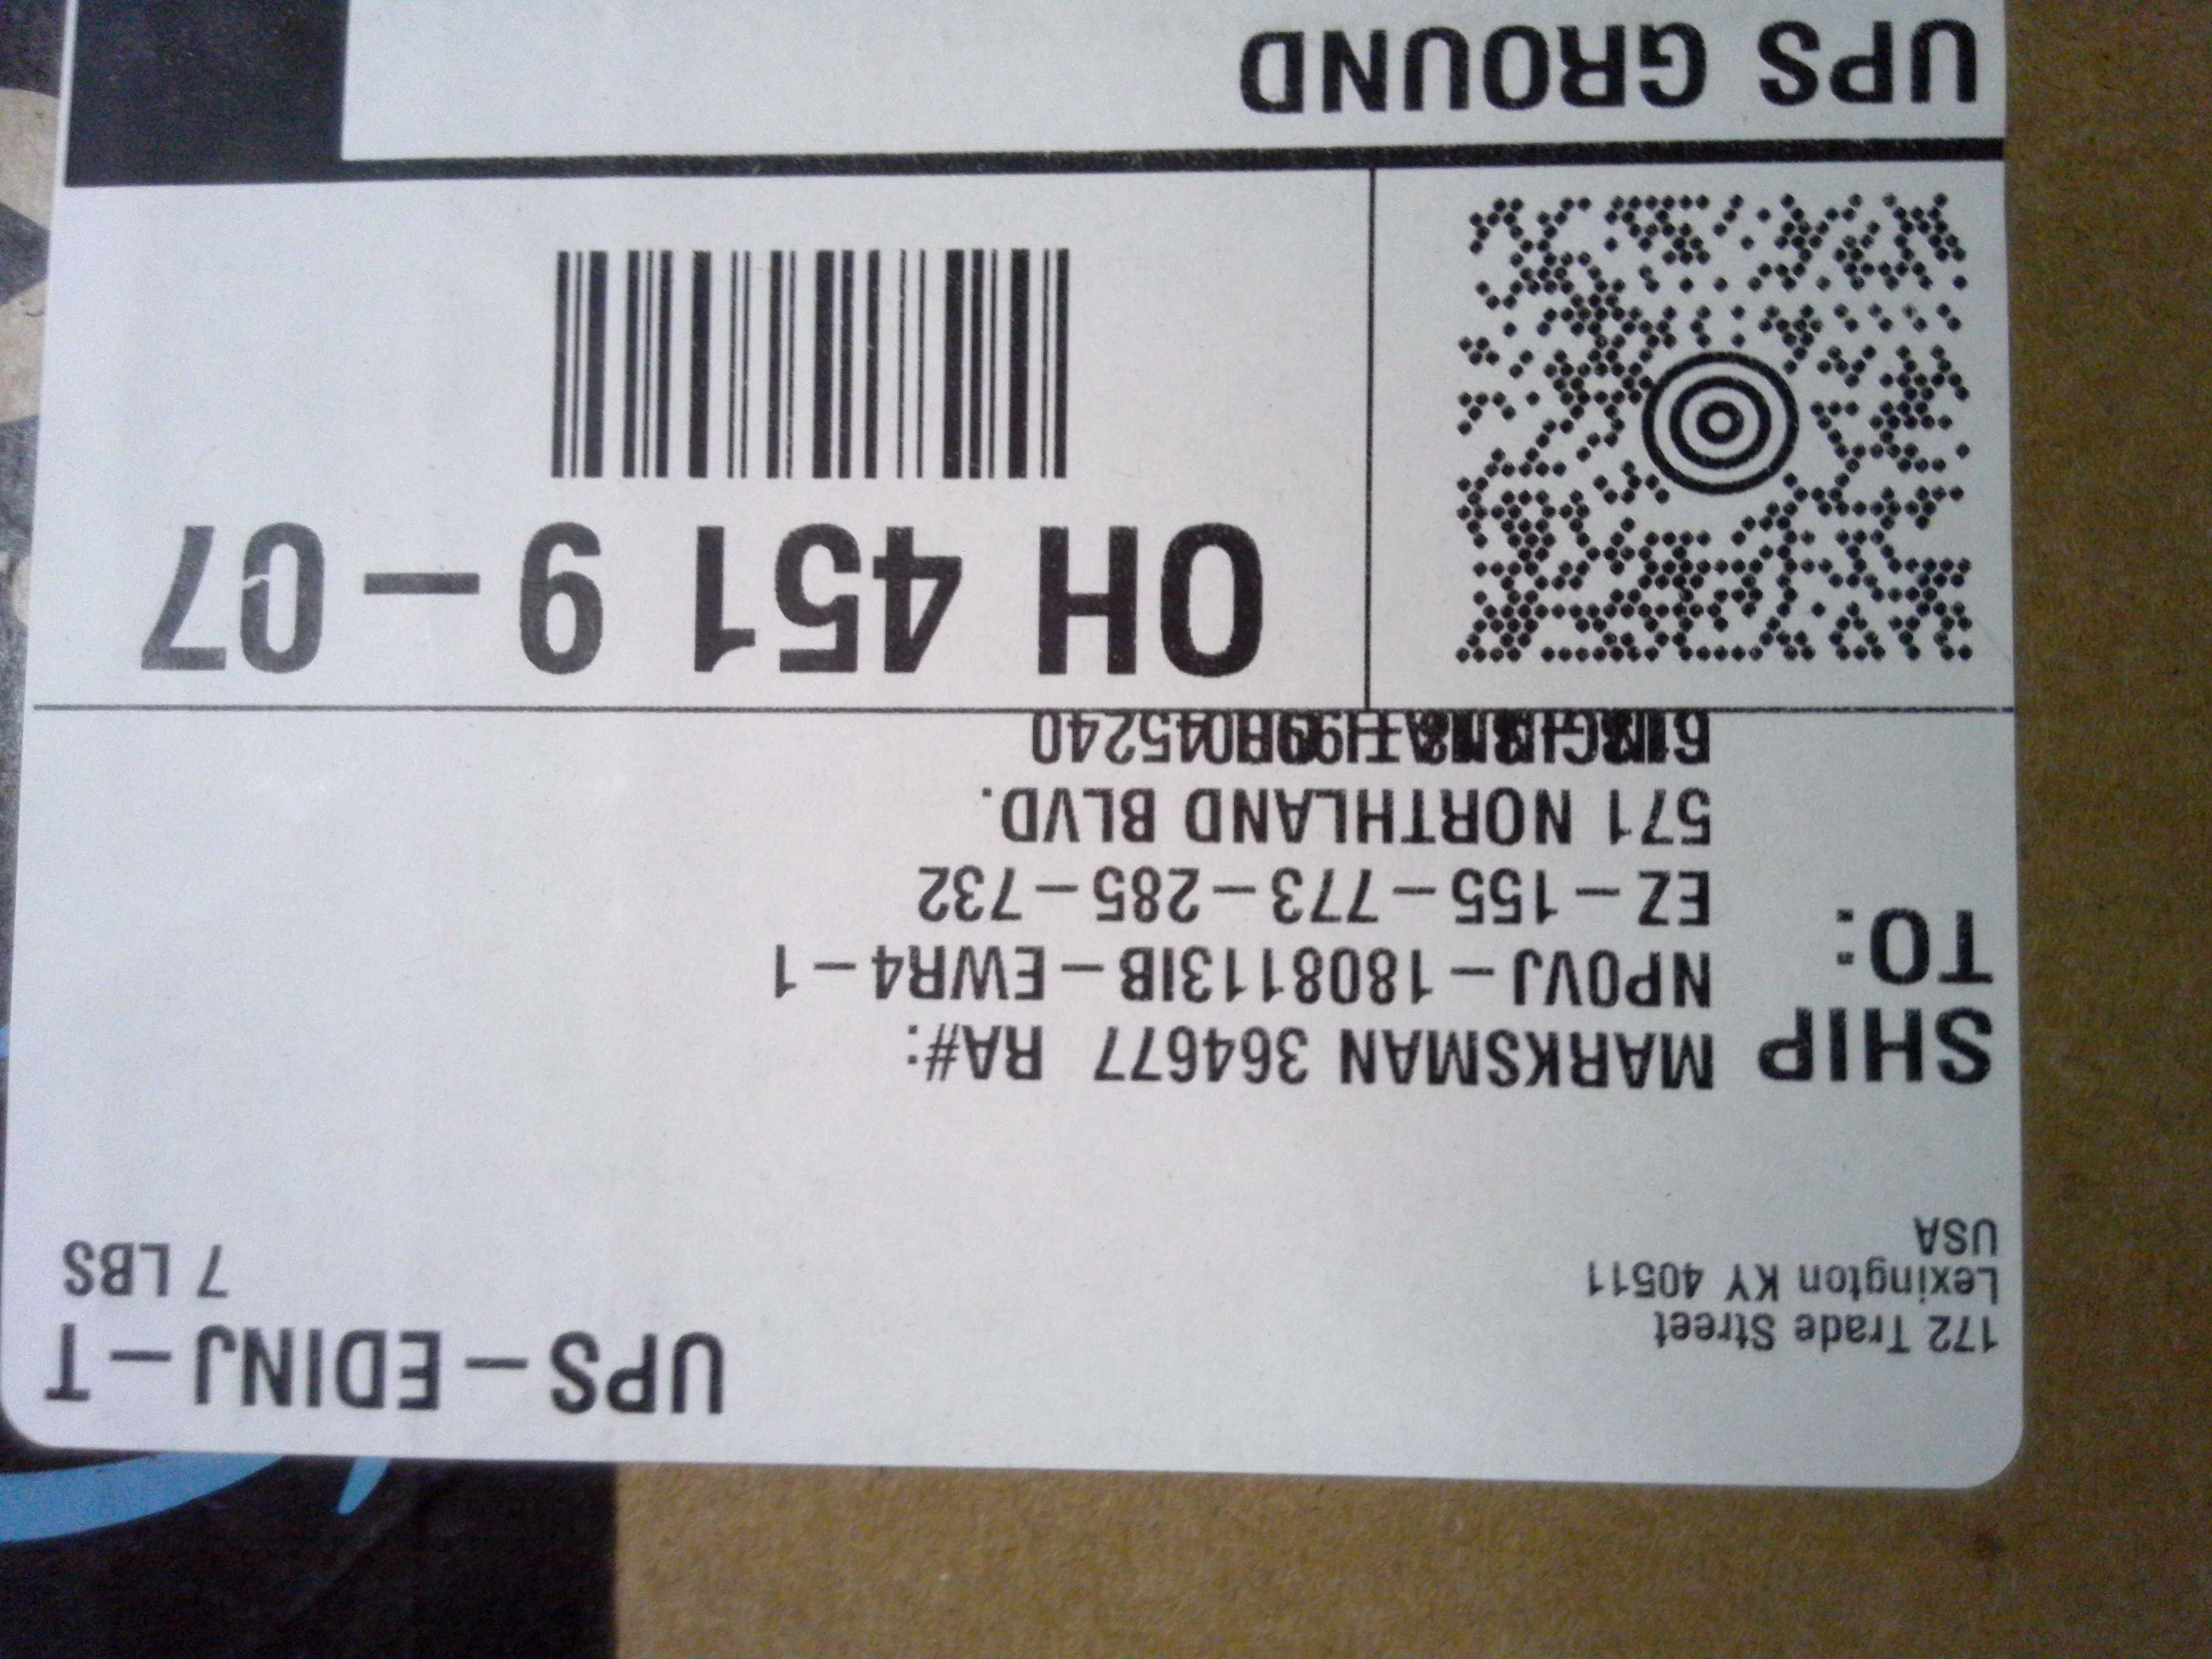 172 Trade Street
Lexington KY 40511
USA
UPS-EDINJ-T
7 LBS
SHIP
TO:
MARKSMAN 364677 RA#:
NP0VJ-1808113IB-EWR4-1
EZ-155-773-285-732
571 NORTHLAND BLVD.
45240
OH 451 9-07
UPS GROUND